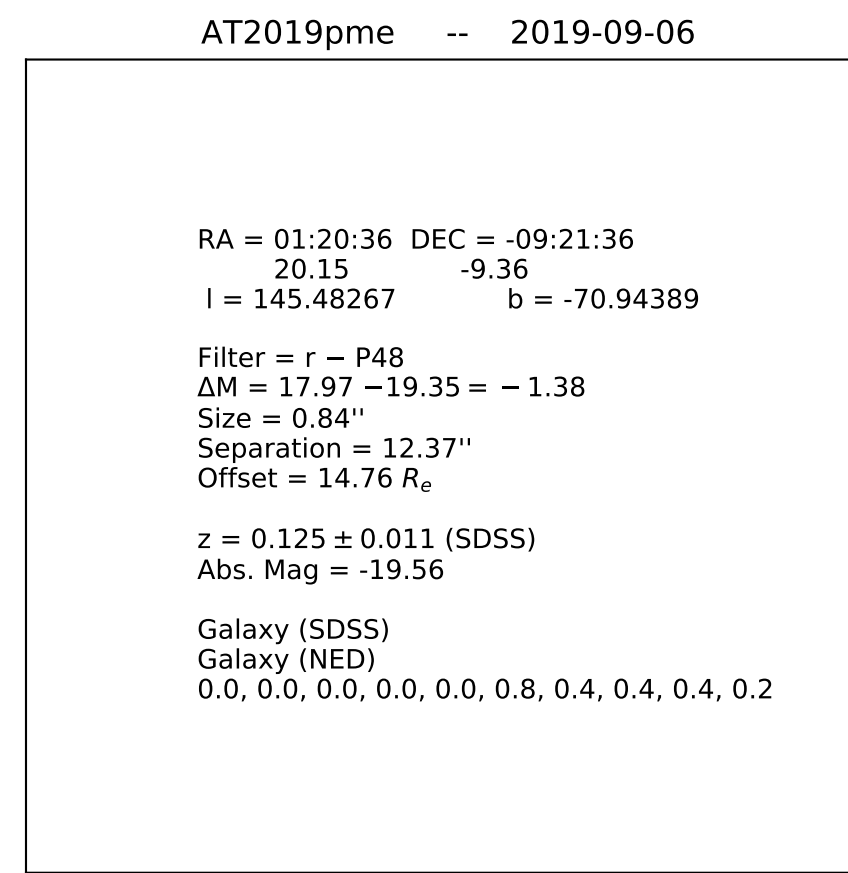 AT2019pme -- 2019-09-06
RA = 01:20:36 DEC = -09:21:36
20.15 -9.36
l = 145.48267 b = -70.94389
Filter = r − P48
ΔM = 17.97 −19.35 = − 1.38
Size = 0.84''
Separation = 12.37''
Offset = 14.76 Rₑ
z = 0.125 ± 0.011 (SDSS)
Abs. Mag = -19.56
Galaxy (SDSS)
Galaxy (NED)
0.0, 0.0, 0.0, 0.0, 0.0, 0.8, 0.4, 0.4, 0.4, 0.2